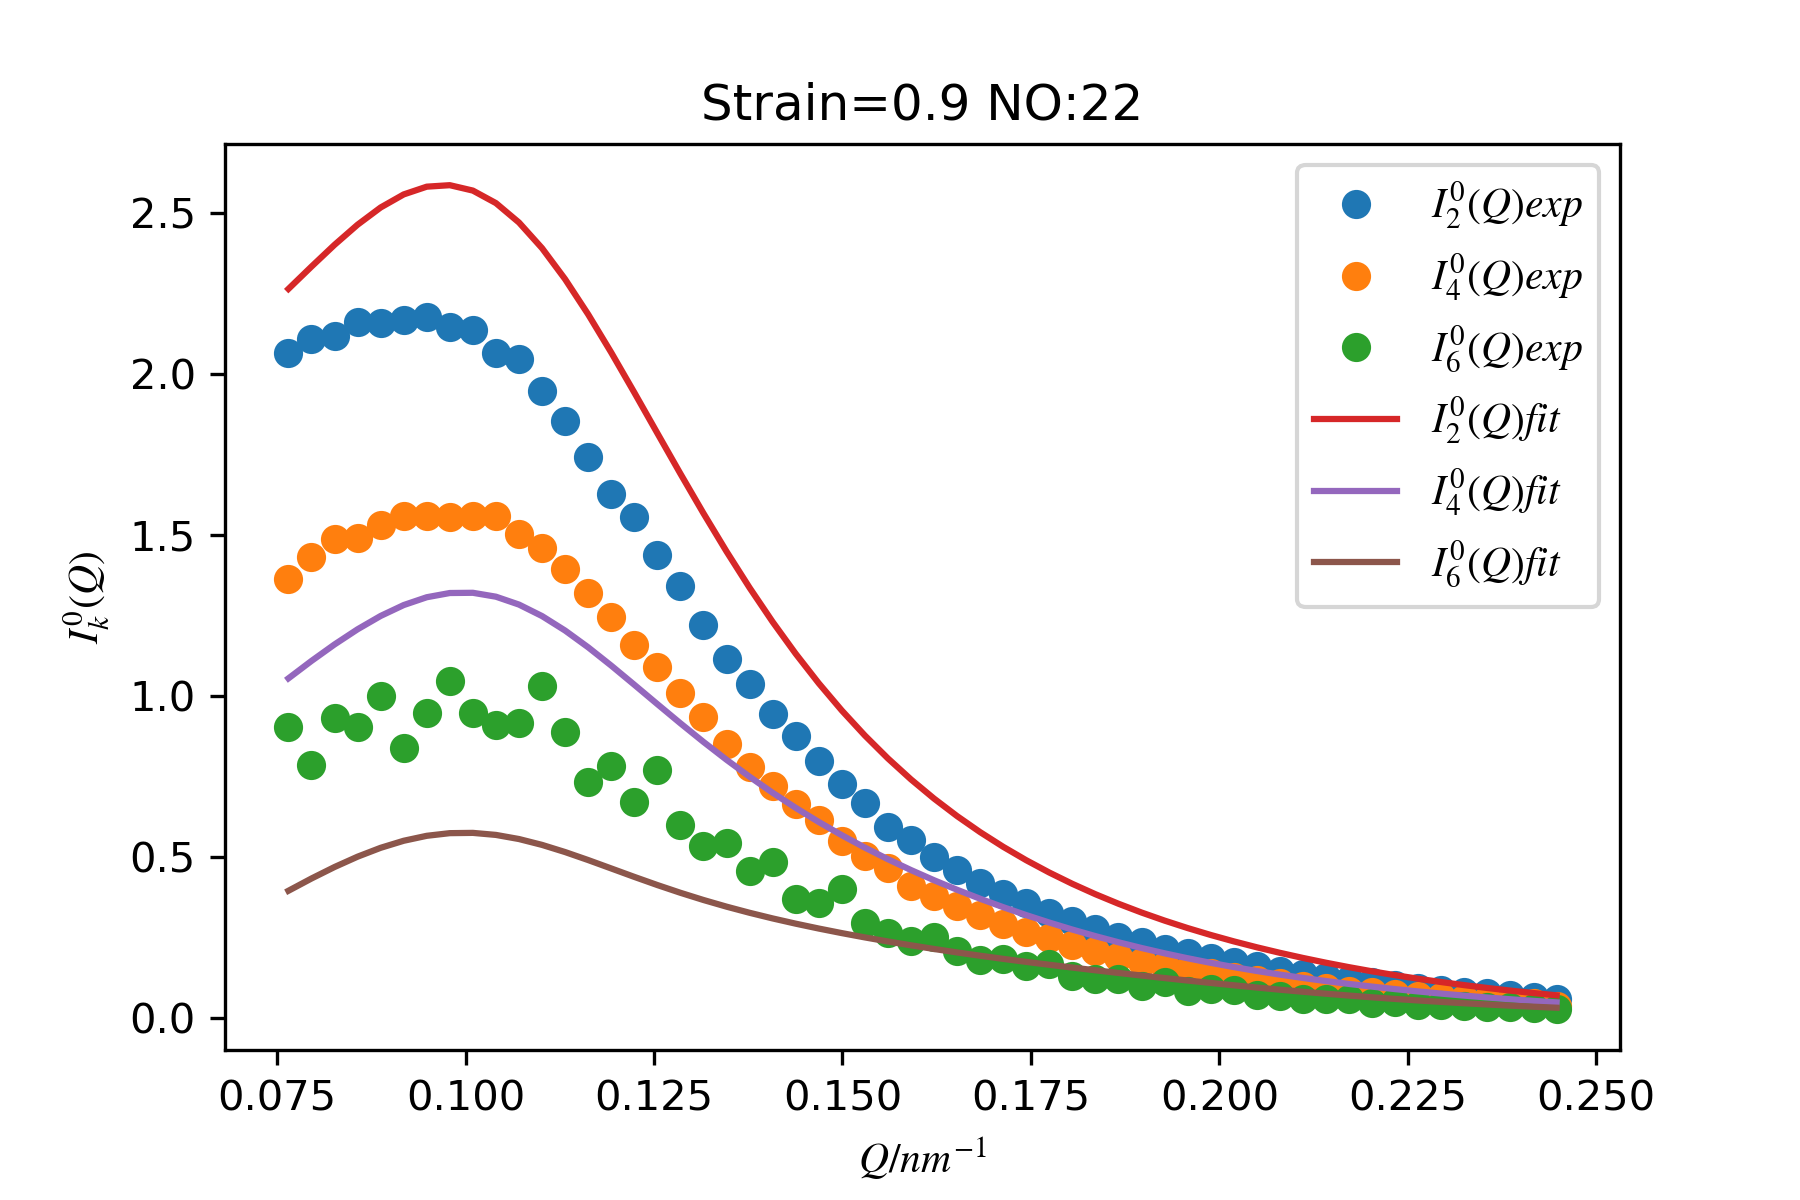 Strain=0.9 NO:22
2.5
2.0
1.5
1.0
0.5
0.0
I_k^0(Q)
0.075 0.100 0.125 0.150 0.175 0.200 0.225 0.250
Q/nm^{-1}
I_2^0(Q)exp
I_4^0(Q)exp
I_6^0(Q)exp
I_2^0(Q)fit
I_4^0(Q)fit
I_6^0(Q)fit